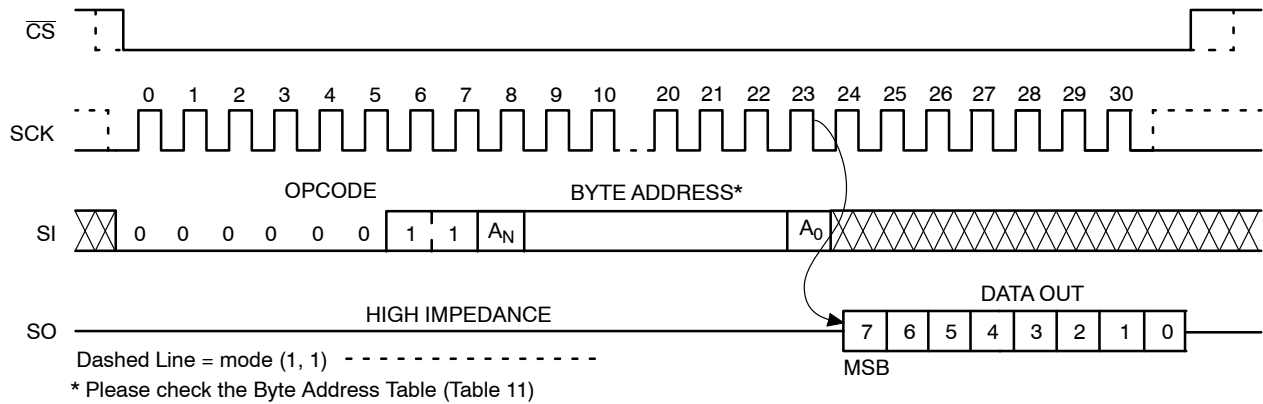 CS
0 1 2 3 4 5 6 7 8 9 10 20 21 22 23 24 25 26 27 28 29 30
SCK
OPCODE BYTE ADDRESS*
SI 0 0 0 0 0 0 1 1 AN A0
DATA OUT
HIGH IMPEDANCE
SO 7 6 5 4 3 2 1 0
Dashed Line = mode (1, 1) - - - - - - - - - - - - - -
MSB
* Please check the Byte Address Table (Table 11)